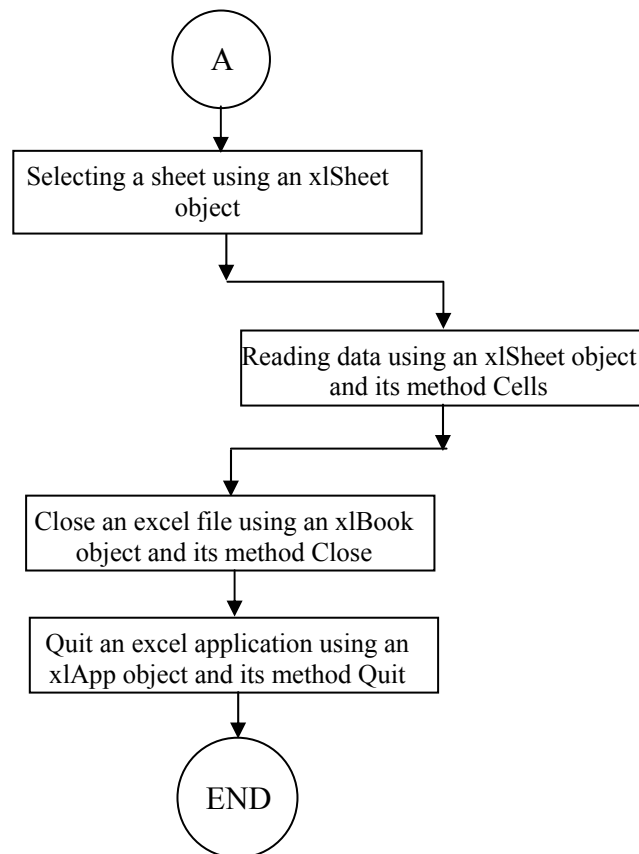 A
Selecting a sheet using an xlSheet
object
Reading data using an xlSheet object
and its method Cells
Close an excel file using an xlBook
object and its method Close
Quit an excel application using an
xlApp object and its method Quit
END